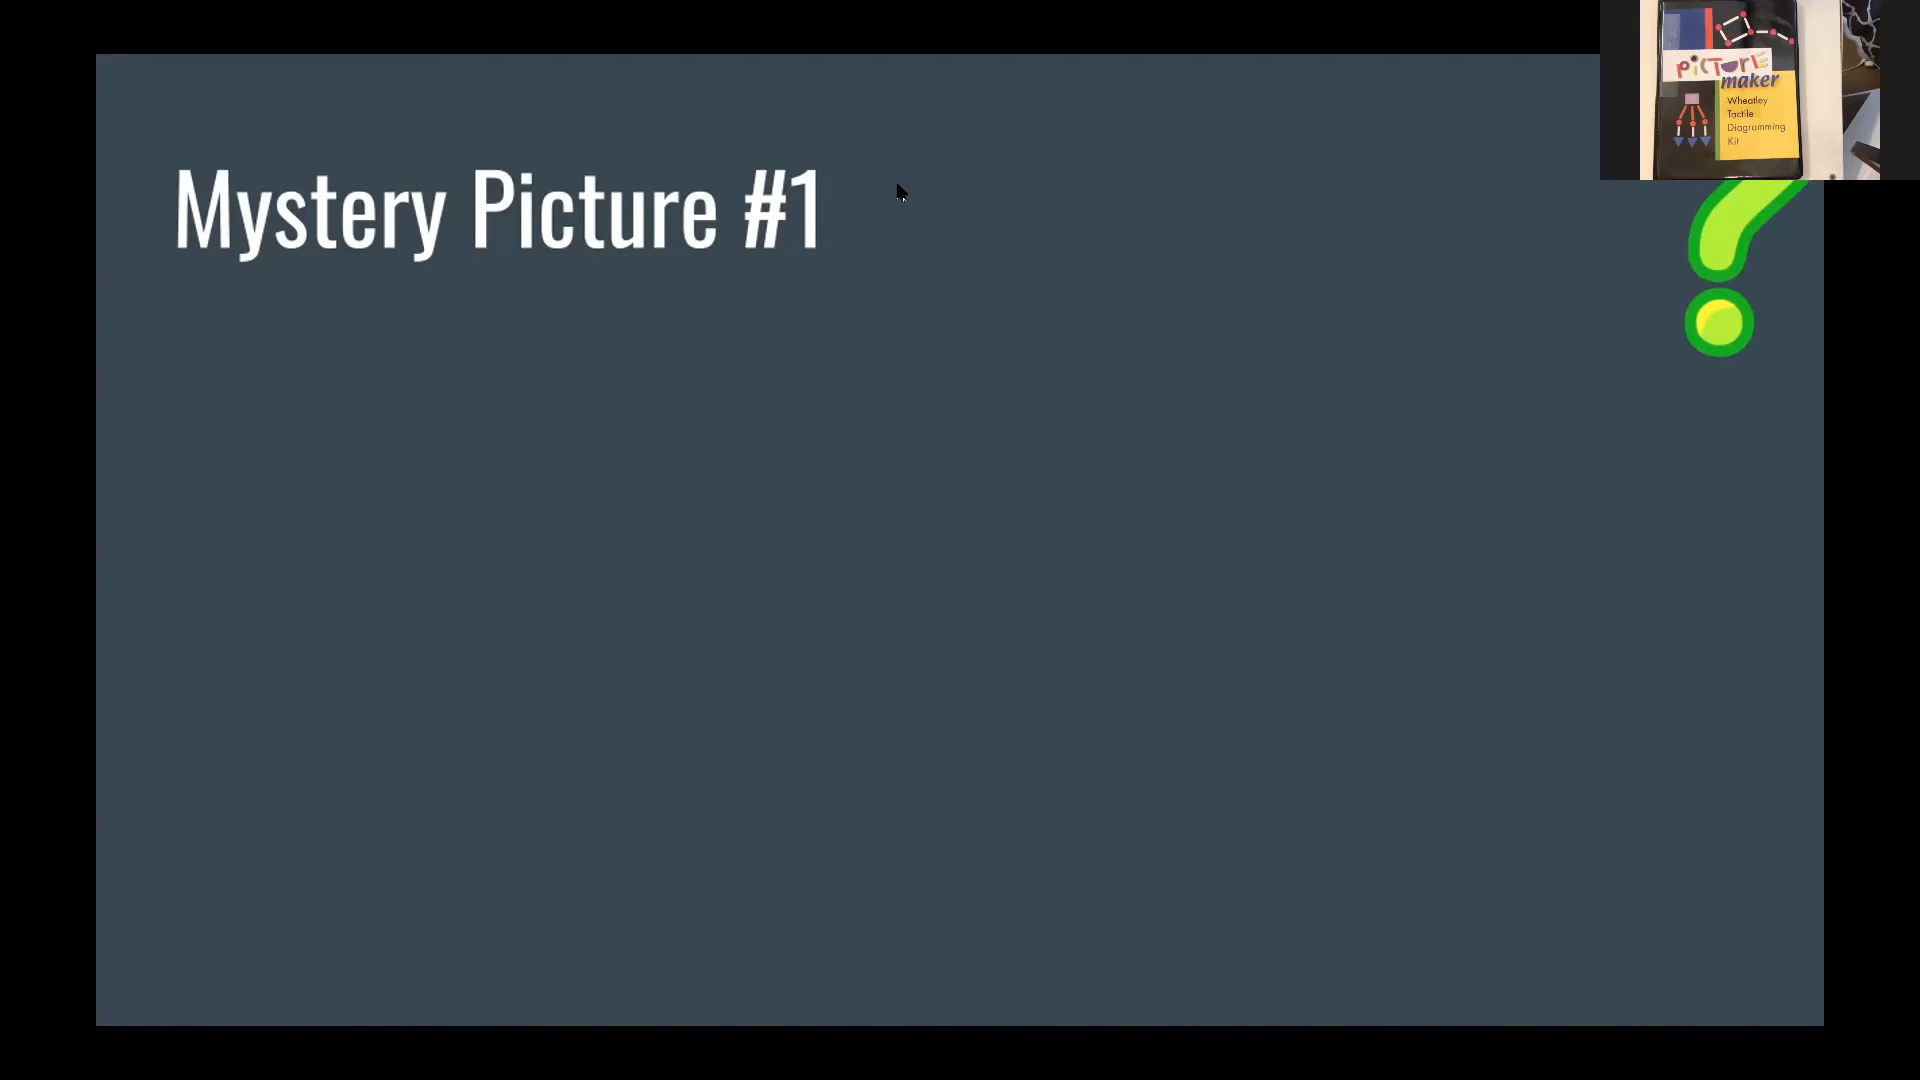 Mystery Picture #1
PICTURE
maker
Wheatley
Tactile
Diagramming
Kit